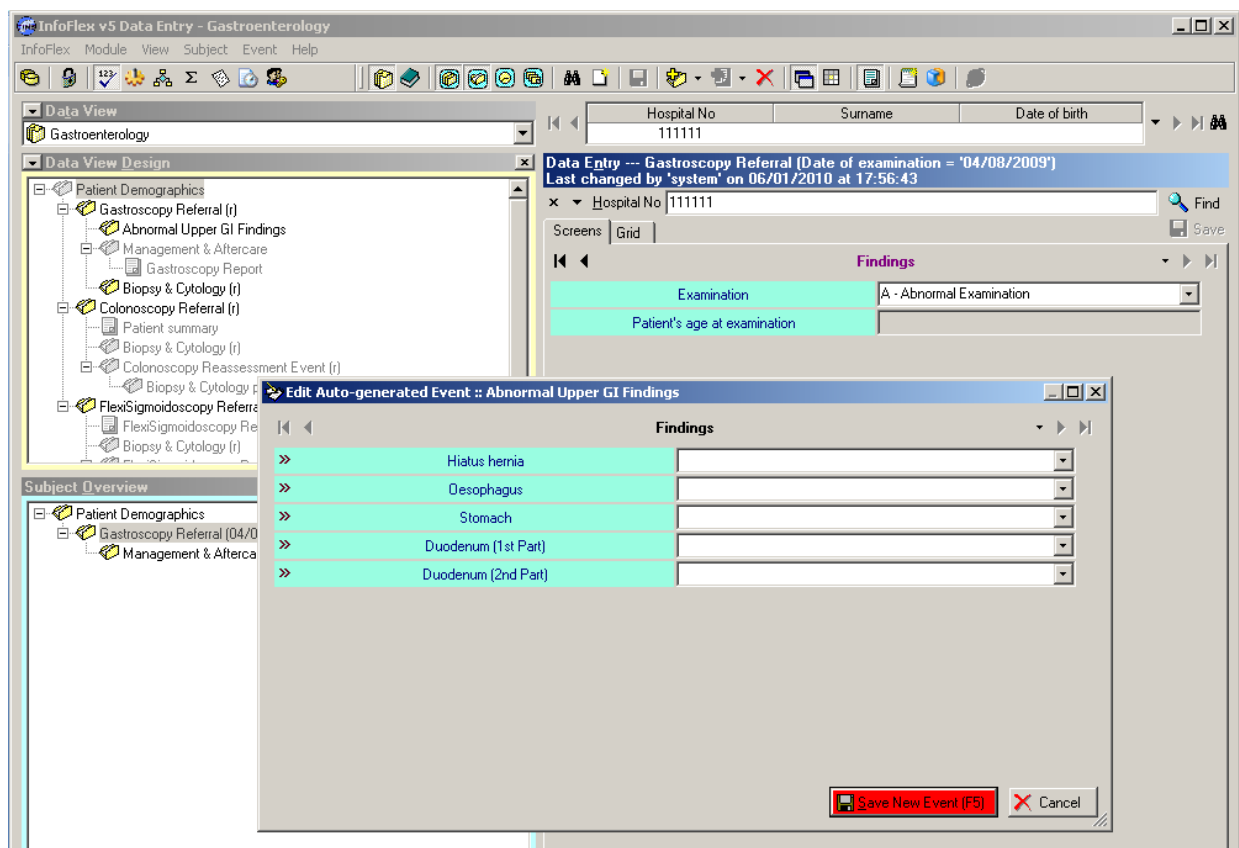 InfoFlex v5 Data Entry - Gastroenterology
InfoFlex Module View Subject Event Help
Data View
Gastroenterology
Hospital No Surname Date of birth
111111
Data View Design
Patient Demographics
Gastroscopy Referral (r)
Abnormal Upper GI Findings
Management & Aftercare
Gastroscopy Report
Biopsy & Cytology (r)
Colonoscopy Referral (r)
Patient summary
Biopsy & Cytology (r)
Colonoscopy Reassessment Event (r)
Biopsy & Cytology
FlexiSigmoidoscopy Referra
FlexiSigmoidoscopy Re
Biopsy & Cytology (r)
Data Entry --- Gastroscopy Referral (Date of examination = '04/08/2009')
Last changed by 'system' on 06/01/2010 at 17:56:43
Hospital No 111111 Find
Screens Grid Save
Findings
Examination A - Abnormal Examination
Patient's age at examination
Subject Overview
Patient Demographics
Gastroscopy Referral (04/0
Management & Afterca
Edit Auto-generated Event :: Abnormal Upper GI Findings
Findings
Hiatus hernia
Oesophagus
Stomach
Duodenum (1st Part)
Duodenum (2nd Part)
Save New Event (F5) Cancel